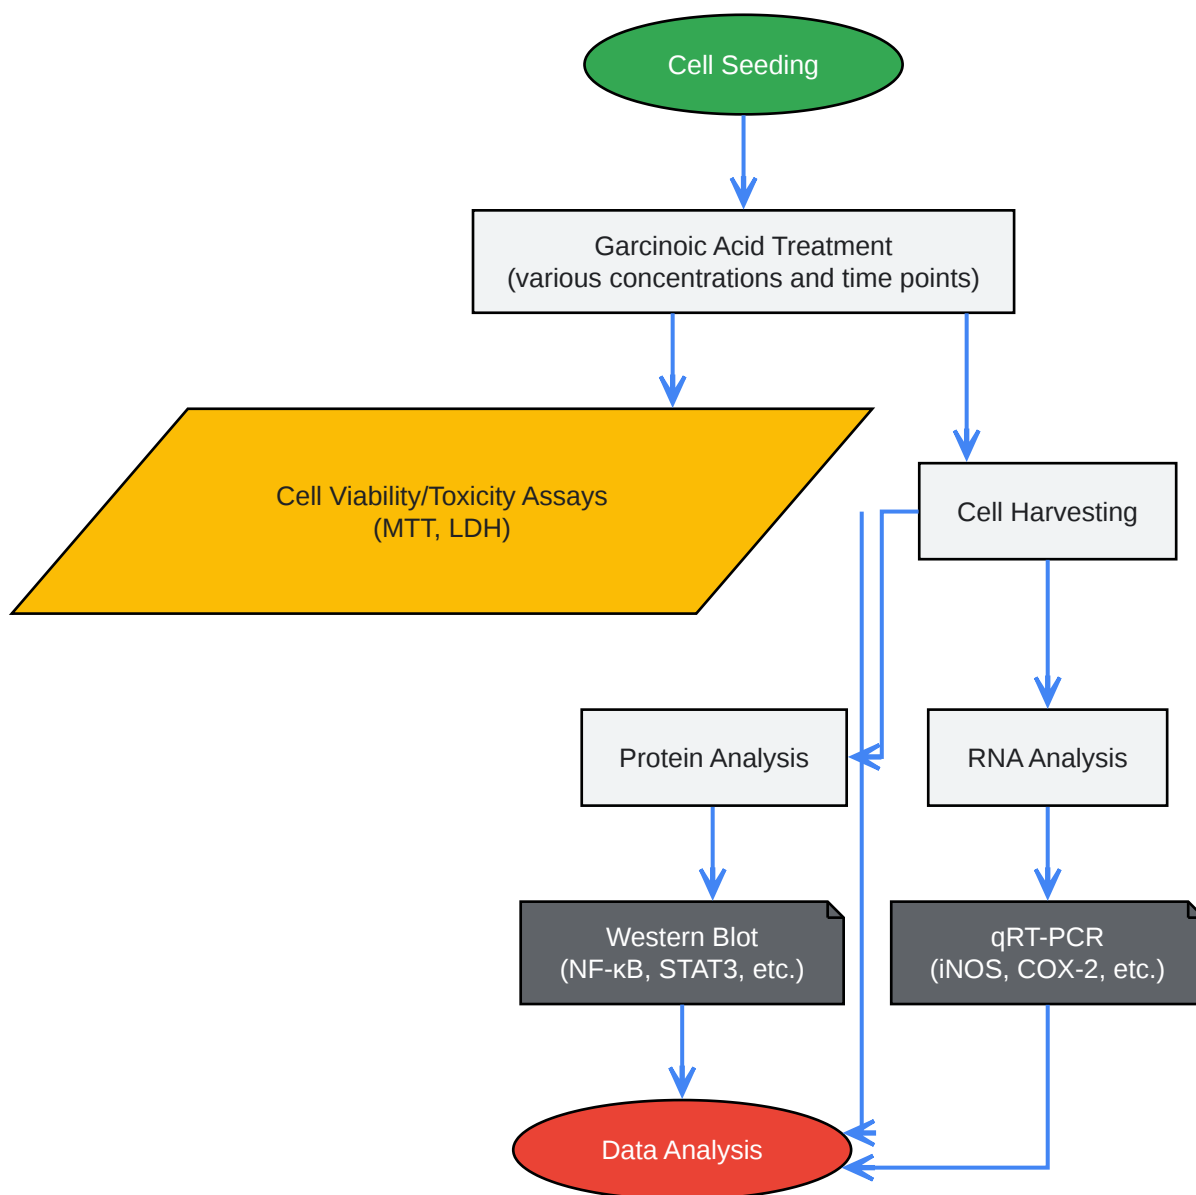 Cell Seeding
Garcinoic Acid Treatment
(various concentrations and time points)
Cell Viability/Toxicity Assays
(MTT, LDH)
Cell Harvesting
Protein Analysis
RNA Analysis
Western Blot
(NF-κB, STAT3, etc.)
qRT-PCR
(iNOS, COX-2, etc.)
Data Analysis